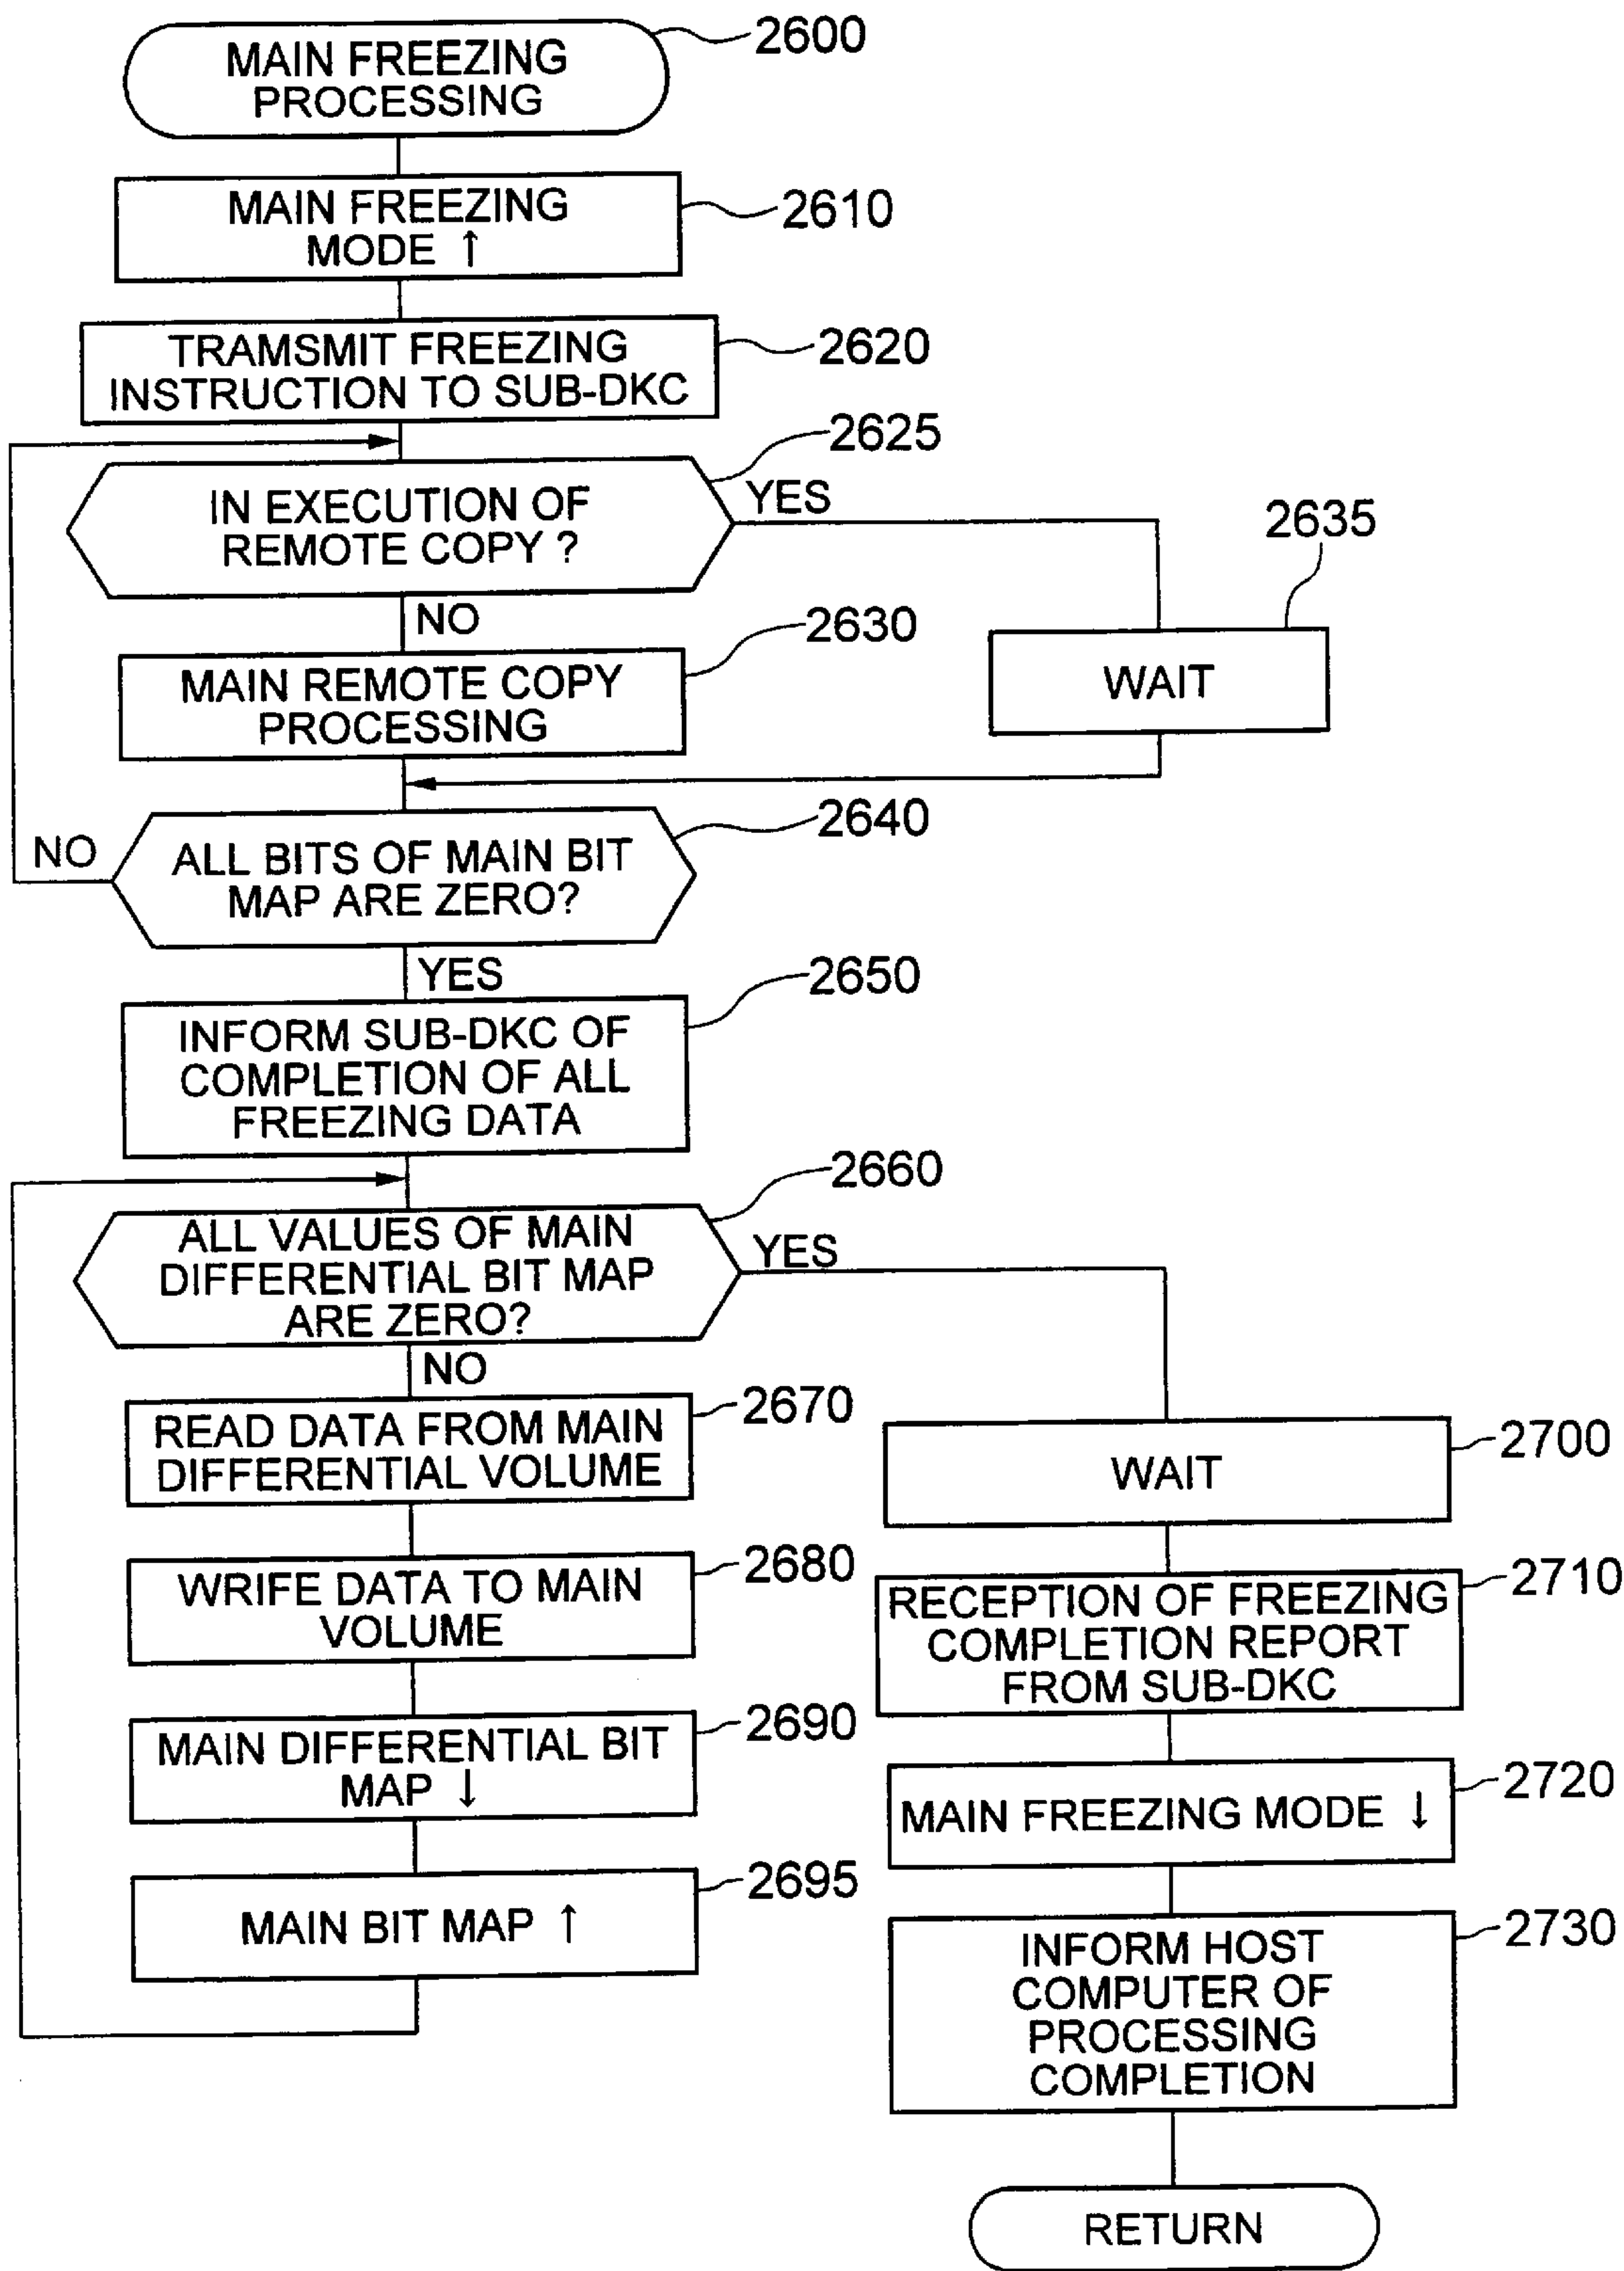 MAIN FREEZING
PROCESSING
2600
MAIN FREEZING
MODE ↑
2610
TRAMSMIT FREEZING
INSTRUCTION TO SUB-DKC
2620
IN EXECUTION OF
REMOTE COPY ?
2625
YES
2635
WAIT
NO
MAIN REMOTE COPY
PROCESSING
2630
ALL BITS OF MAIN BIT
MAP ARE ZERO?
2640
NO
YES
INFORM SUB-DKC OF
COMPLETION OF ALL
FREEZING DATA
2650
ALL VALUES OF MAIN
DIFFERENTIAL BIT MAP
ARE ZERO?
2660
YES
NO
READ DATA FROM MAIN
DIFFERENTIAL VOLUME
2670
WRIFE DATA TO MAIN
VOLUME
2680
MAIN DIFFERENTIAL BIT
MAP ↓
2690
MAIN BIT MAP ↑
2695
WAIT
2700
RECEPTION OF FREEZING
COMPLETION REPORT
FROM SUB-DKC
2710
MAIN FREEZING MODE ↓
2720
INFORM HOST
COMPUTER OF
PROCESSING
COMPLETION
2730
RETURN